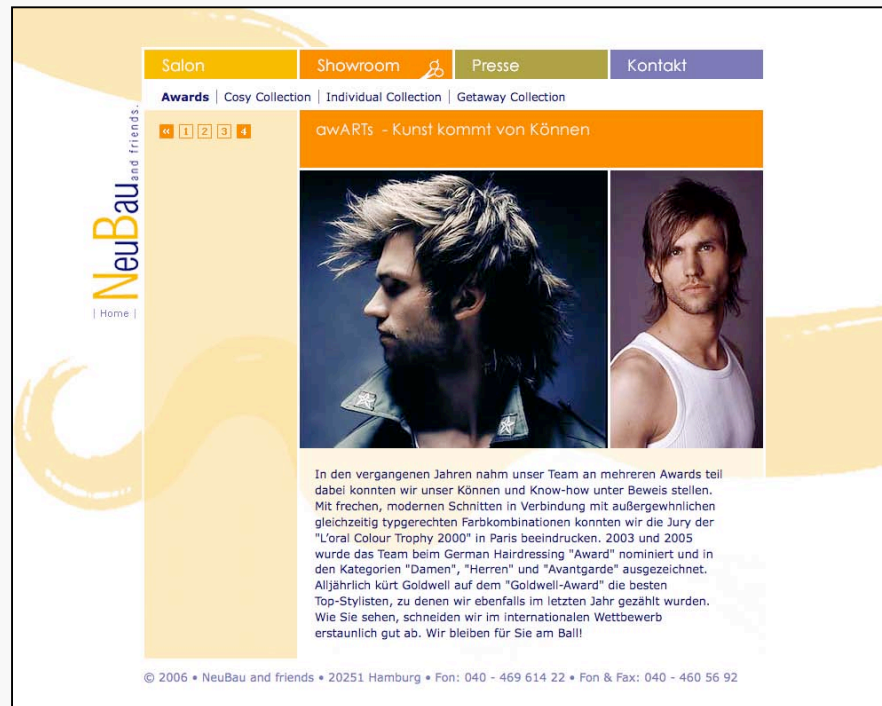 Salon
Showroom
Presse
Kontakt
Awards | Cosy Collection | Individual Collection | Getaway Collection
« 1 2 3 4
awARTs - Kunst kommt von Können
NeuBau and friends.
| Home |
In den vergangenen Jahren nahm unser Team an mehreren Awards teil
dabei konnten wir unser Können und Know-how unter Beweis stellen.
Mit frechen, modernen Schnitten in Verbindung mit außergewhnlichen
gleichzeitig typgerechten Farbkombinationen konnten wir die Jury der
"L'oral Colour Trophy 2000" in Paris beeindrucken. 2003 und 2005
wurde das Team beim German Hairdressing "Award" nominiert und in
den Kategorien "Damen", "Herren" und "Avantgarde" ausgezeichnet.
Alljährlich kürt Goldwell auf dem "Goldwell-Award" die besten
Top-Stylisten, zu denen wir ebenfalls im letzten Jahr gezählt wurden.
Wie Sie sehen, schneiden wir im internationalen Wettbewerb
erstaunlich gut ab. Wir bleiben für Sie am Ball!
© 2006 • NeuBau and friends • 20251 Hamburg • Fon: 040 - 469 614 22 • Fon & Fax: 040 - 460 56 92